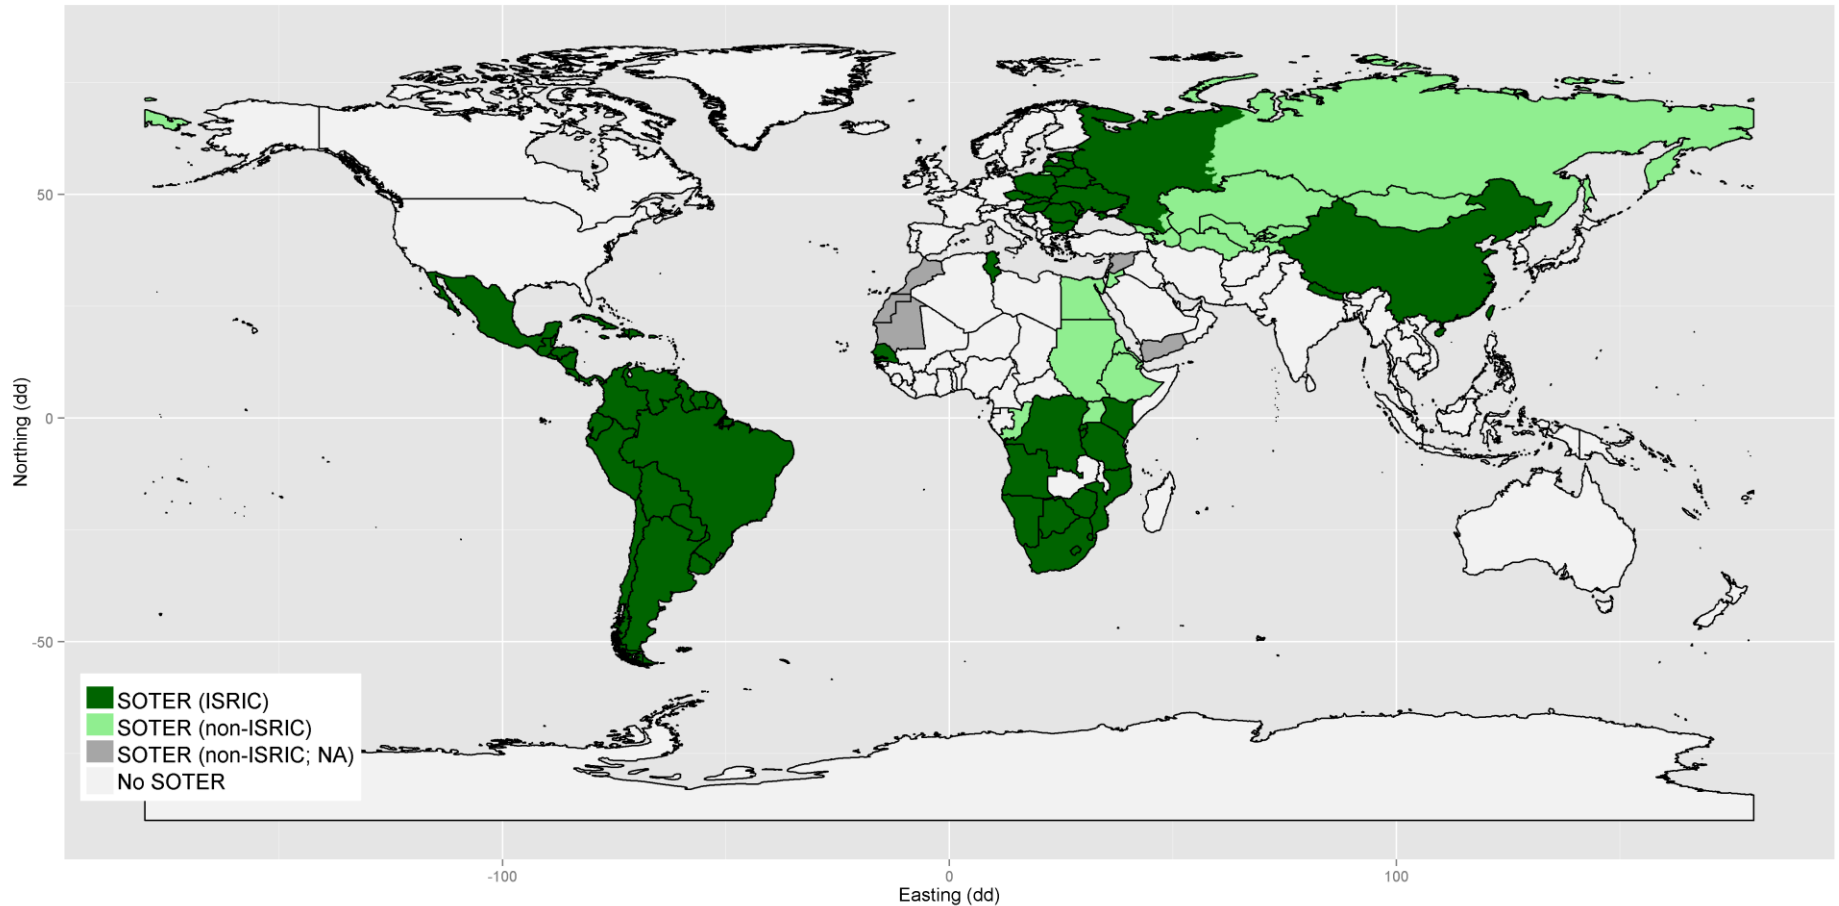 Northing (dd)
50
0
-50
SOTER (ISRIC)
SOTER (non-ISRIC)
SOTER (non-ISRIC; NA)
No SOTER
-100
0
100
Easting (dd)